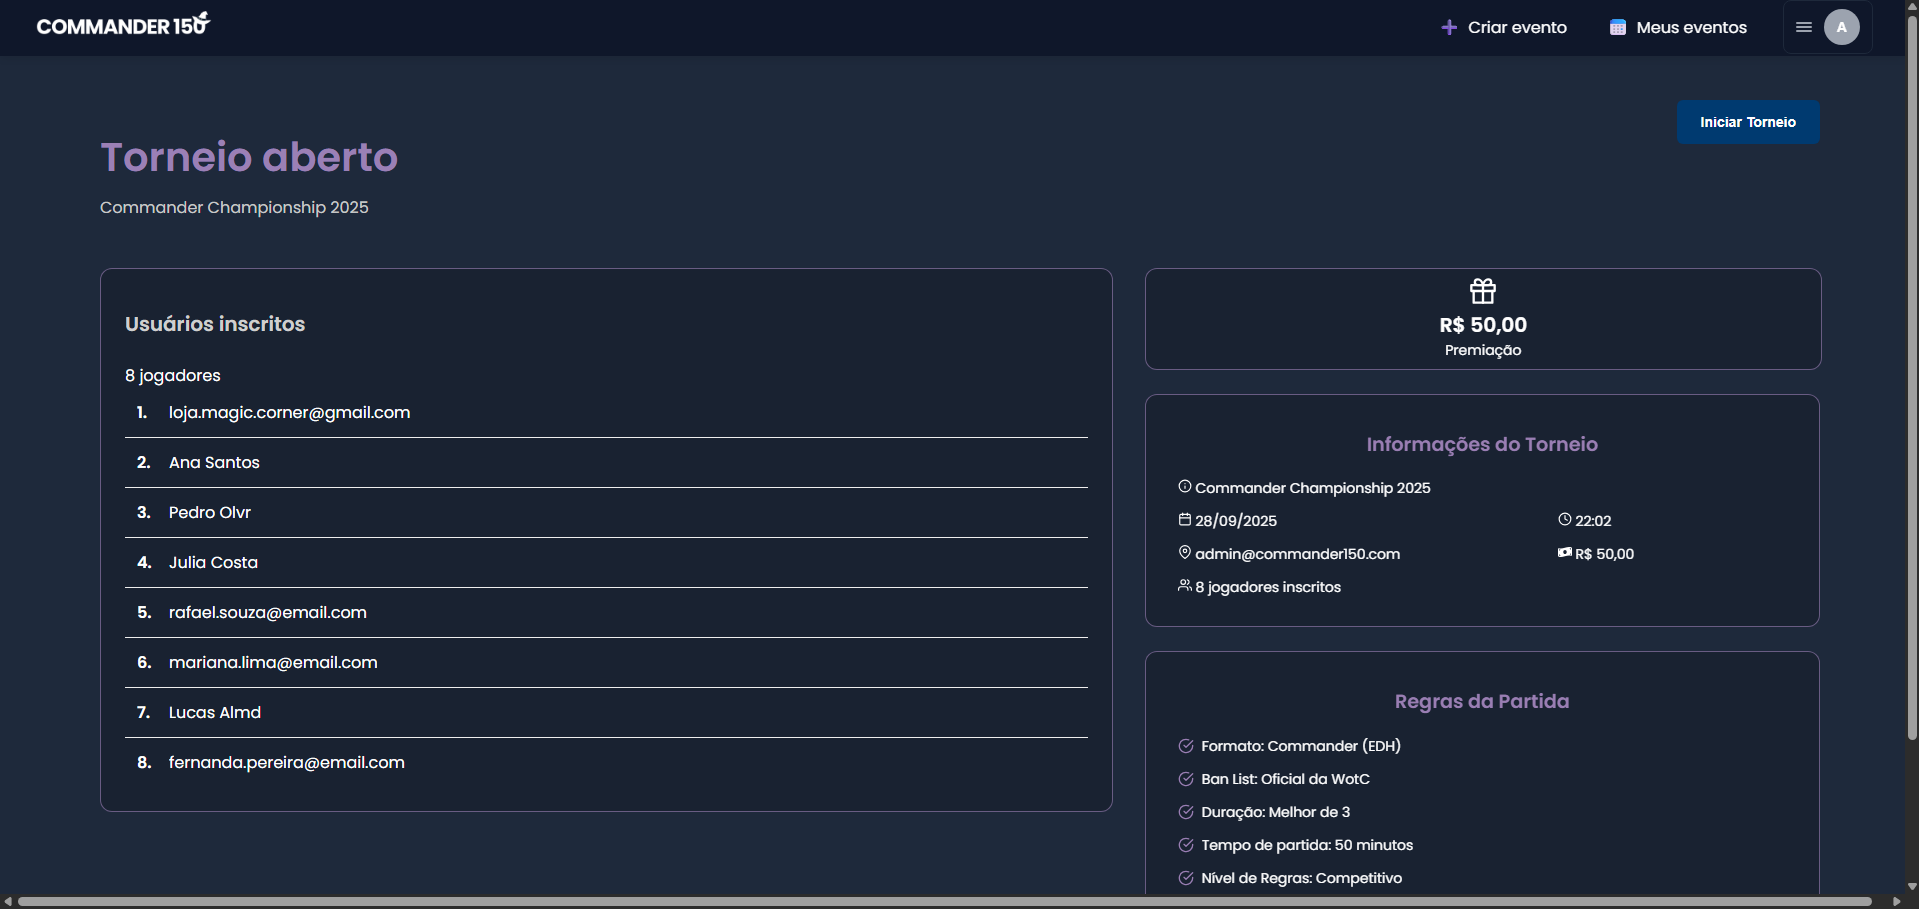 COMMANDER 150
Criar evento
Meus eventos
A
Iniciar Torneio
Torneio aberto
Commander Championship 2025
Usuários inscritos
8 jogadores
1. loja.magic.corner@gmail.com
2. Ana Santos
3. Pedro Olvr
4. Julia Costa
5. rafael.souza@email.com
6. mariana.lima@email.com
7. Lucas Almd
8. fernanda.pereira@email.com
R$ 50,00
Premiação
Informações do Torneio
Commander Championship 2025
28/09/2025 22:02
admin@commander150.com R$ 50,00
8 jogadores inscritos
Regras da Partida
Formato: Commander (EDH)
Ban List: Oficial da WotC
Duração: Melhor de 3
Tempo de partida: 50 minutos
Nível de Regras: Competitivo